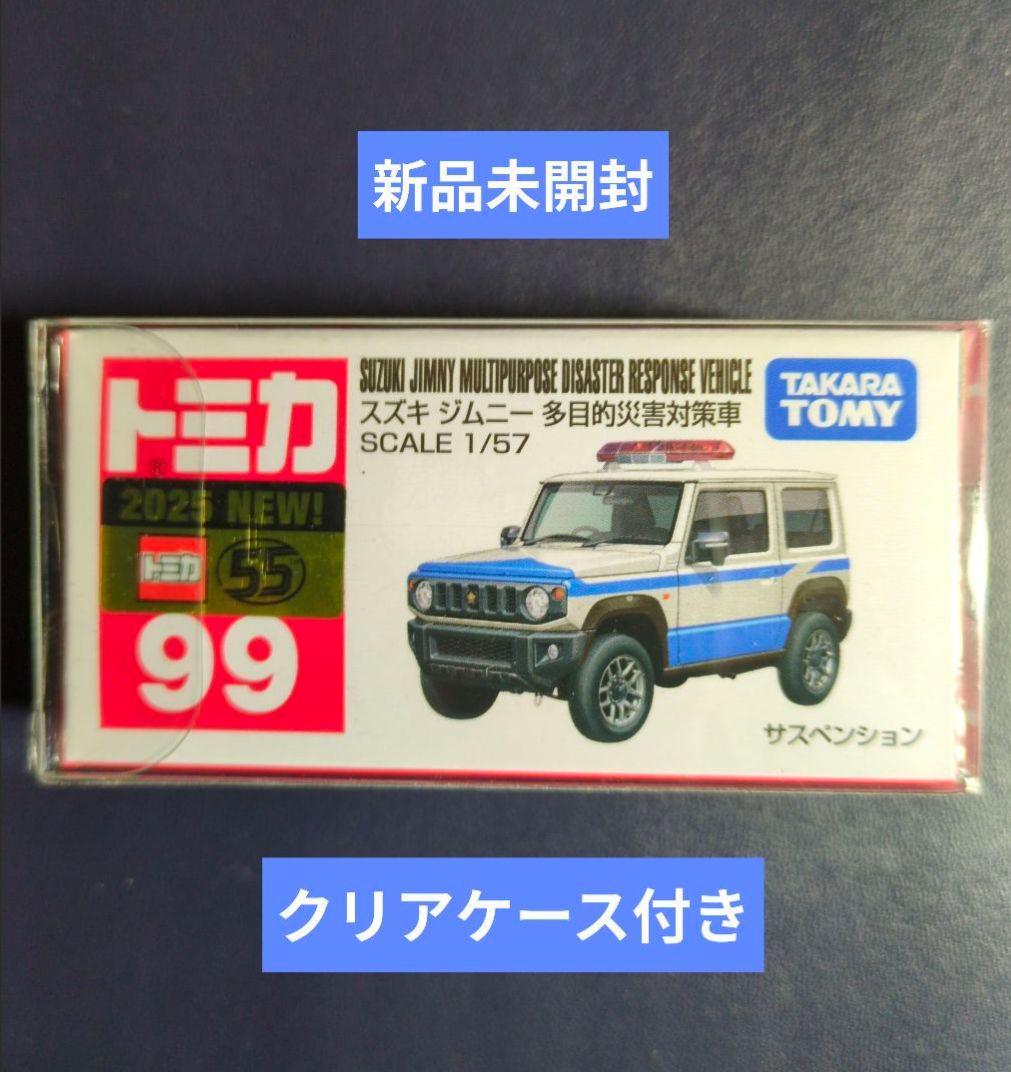 新品未開封
トミカ
®
2025 NEW!
トミカ
55th
99
SUZUKI JIMNY MULTIPURPOSE DISASTER RESPONSE VEHICLE
スズキ ジムニー 多目的災害対策車
SCALE 1/57
TAKARA
TOMY
サスペンション
クリアケース付き